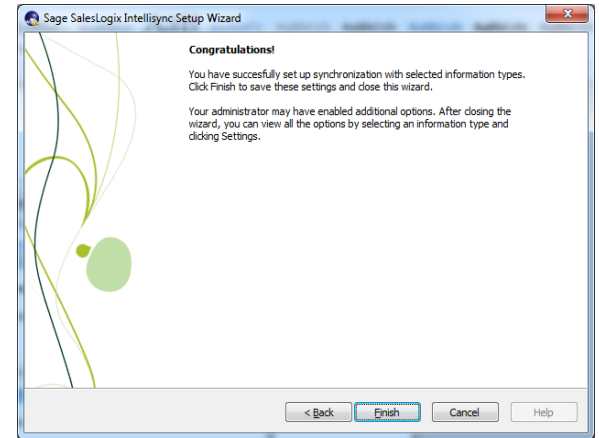 Sage SalesLogix Intellisync Setup Wizard
Congratulations!
You have succesfully set up synchronization with selected information types.
Click Finish to save these settings and close this wizard.
Your administrator may have enabled additional options. After closing the
wizard, you can view all the options by selecting an information type and
clicking Settings.
< Back Finish Cancel Help